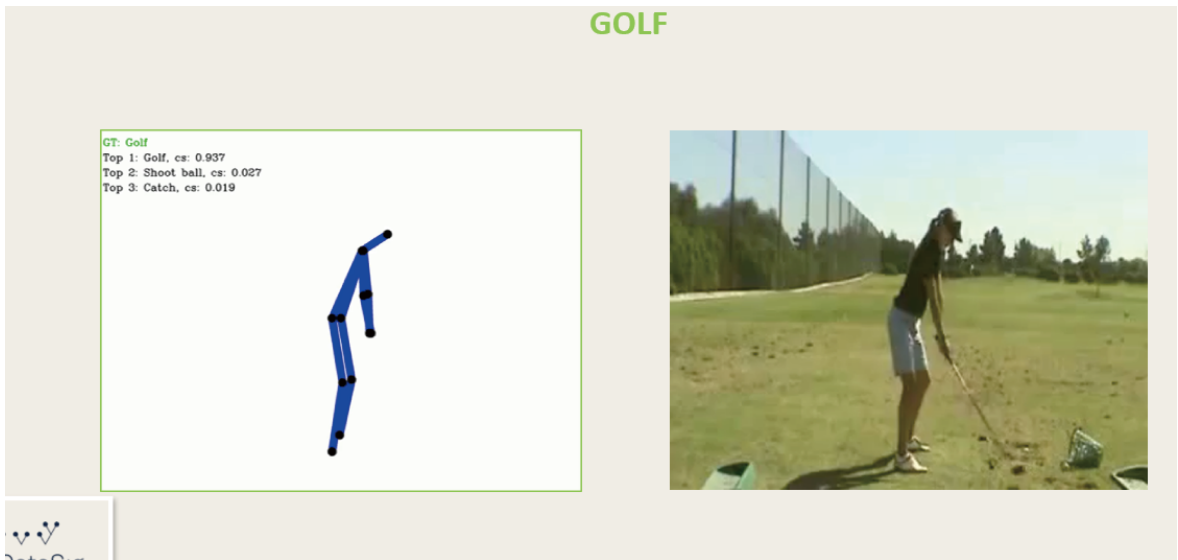 GOLF
GT: Golf
Top 1: Golf, cs: 0.937
Top 2: Shoot ball, cs: 0.027
Top 3: Catch, cs: 0.019